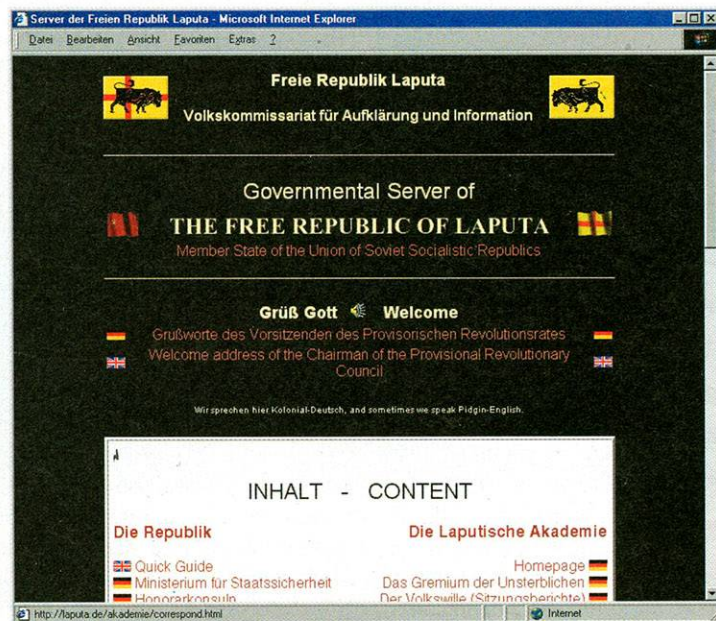 Server der Freien Republik Laputa - Microsoft Internet Explorer
Datei Bearbeiten Ansicht Favoriten Extras ?
Freie Republik Laputa
Volkskommissariat für Aufklärung und Information
Governmental Server of
THE FREE REPUBLIC OF LAPUTA
Member State of the Union of Soviet Socialistic Republics
Grüß Gott Welcome
Grußworte des Vorsitzenden des Provisorischen Revolutionsrates
Welcome address of the Chairman of the Provisional Revolutionary
Council
Wir sprechen hier Kolonial-Deutsch, and sometimes we speak Pidgin-English.
INHALT - CONTENT
Die Republik Die Laputische Akademie
Quick Guide Homepage
Ministerium für Staatssicherheit Das Gremium der Unsterblichen
Honorarkonsuln Der Volkswille (Sitzungsberichte)
http://laputa.de/akademie/correspond.html Internet